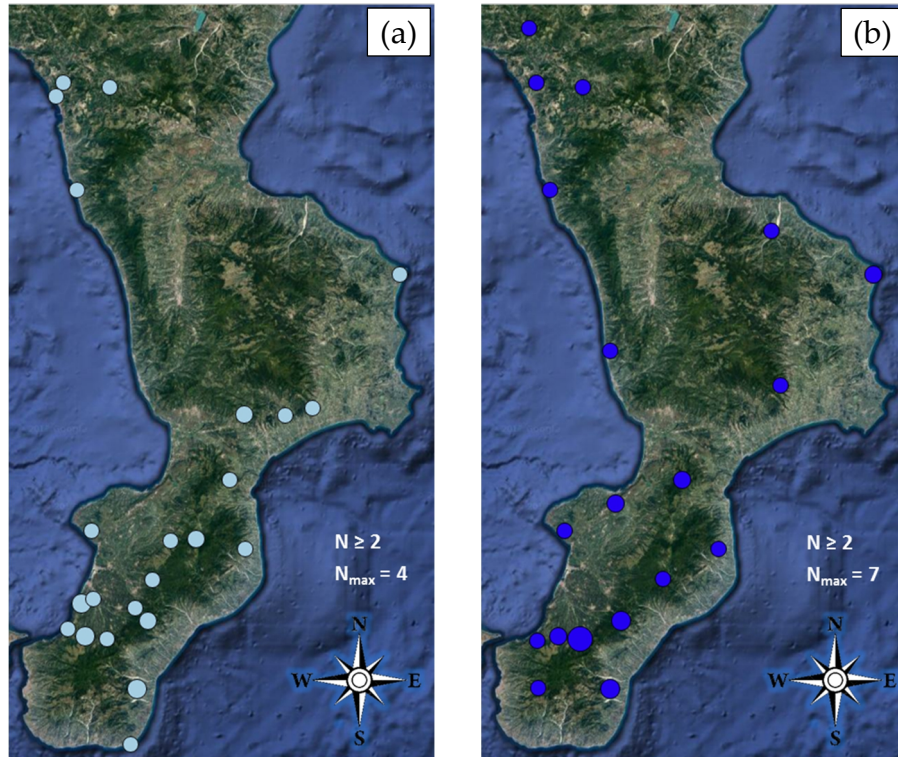 (a)
N ≥ 2
Nmax = 4
N
W E
S
(b)
N ≥ 2
Nmax = 7
N
W E
S